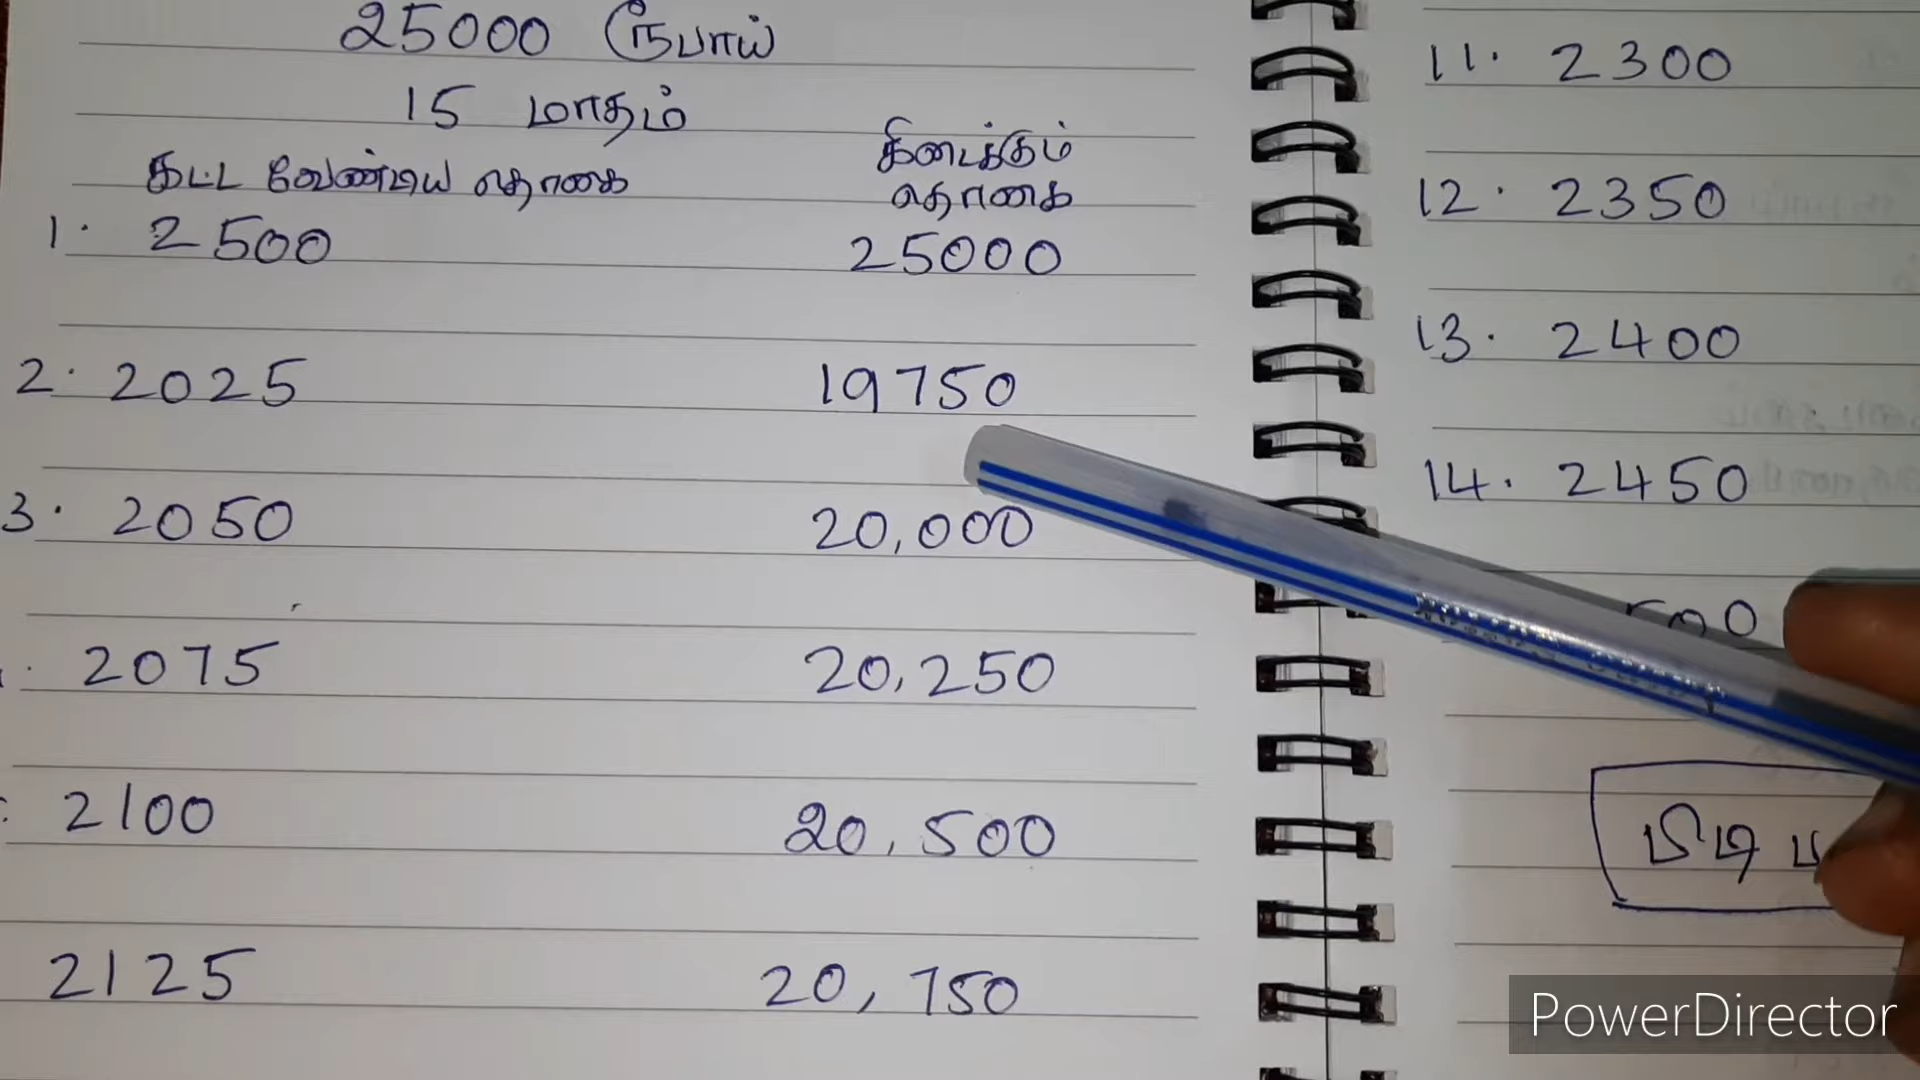 25000 ரூபாய்
15 மாதம்
கட்ட வேண்டிய தொகை
கிடைக்கும்
தொகை
1. 2500 25000
2. 2025 19750
3. 2050 20,000
2075 20,250
2100 20,500
2125 20,750
11. 2300
12. 2350
13. 2400
14. 2450
PowerDirector